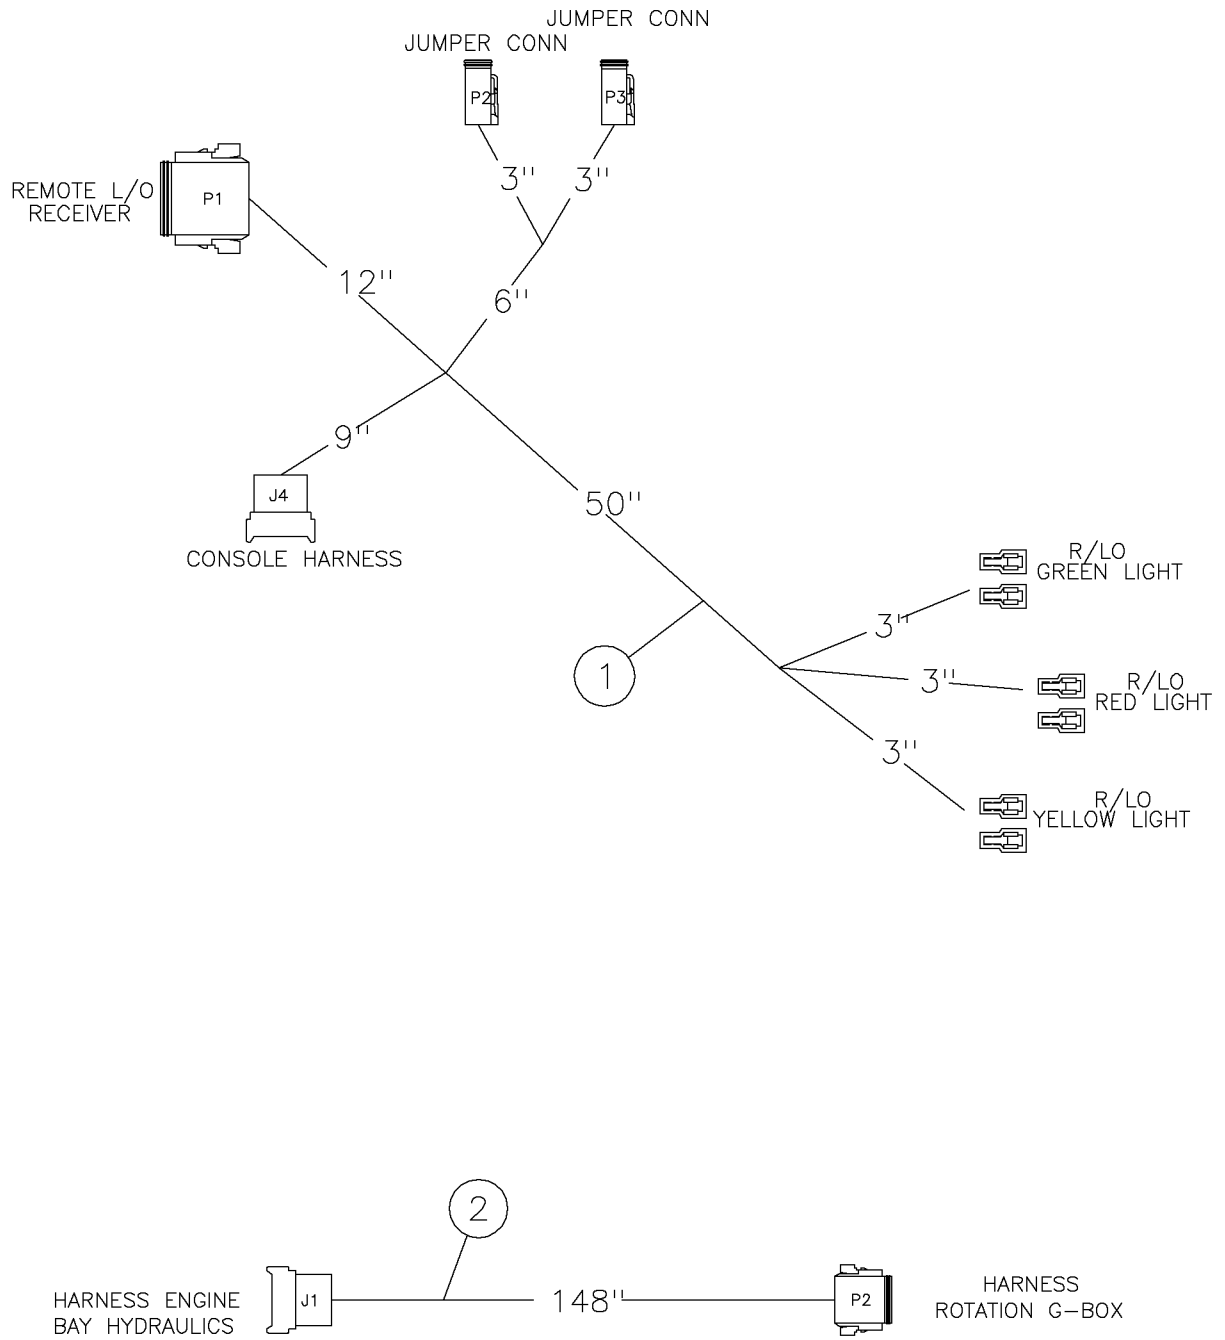 JUMPER CONN
JUMPER CONN
P2
P3
3"
3"
REMOTE L/O
RECEIVER
P1
12"
6"
9"
J4
CONSOLE HARNESS
50"
R/LO
GREEN LIGHT
3"
1
3"
R/LO
RED LIGHT
3"
R/LO
YELLOW LIGHT
2
HARNESS ENGINE
BAY HYDRAULICS
J1
148"
P2
HARNESS
ROTATION G-BOX